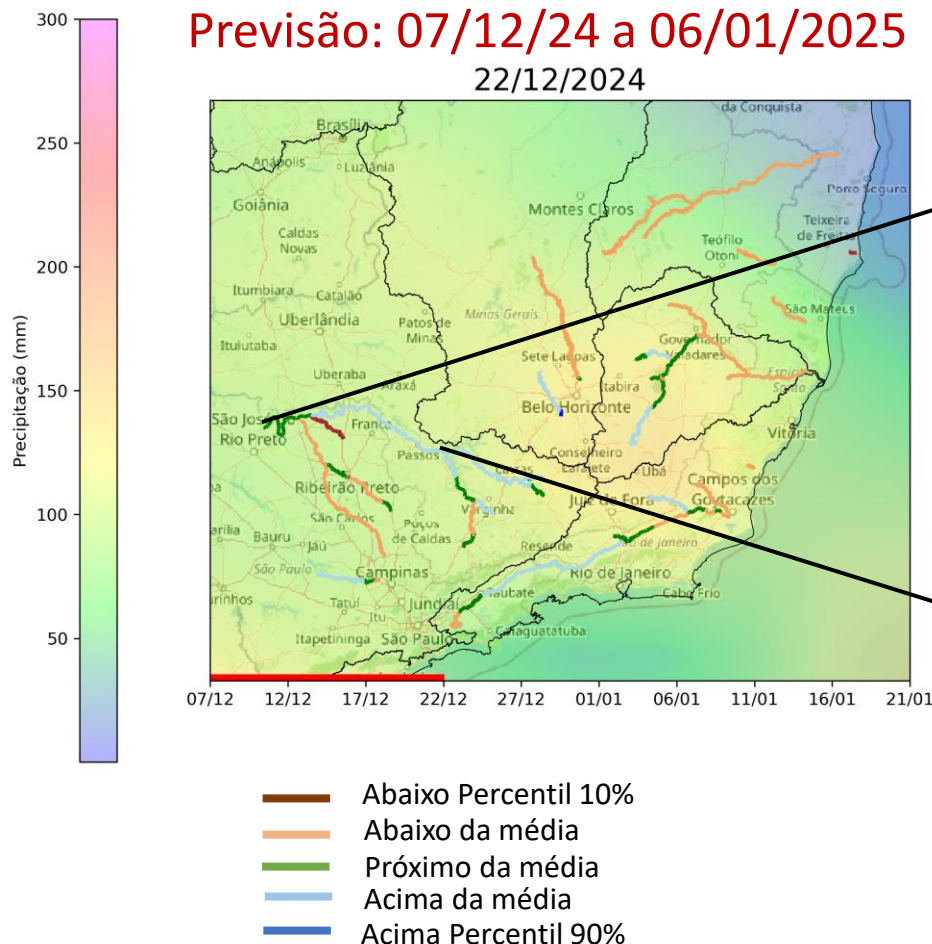 Previsão: 07/12/24 a 06/01/2025
22/12/2024
300
250
200
150
100
50
Precipitação (mm)
da Conquista
Brasília
Anápolis
Luziânia
Goiânia
Porto Seguro
Montes Claros
Caldas
Novas
Teixeira
de Freitas
Teófilo
Otoni
Itumbiara
Catalão
Uberlândia
Patos de
Minas
Minas Gerais
São Mateus
Ituiutaba
Sete Lagoas
Governador
Valadares
Uberaba
Araxá
Itabira
Espírito
Santo
São José
Rio Preto
Franca
Belo Horizonte
Vitória
Passos
Conselheiro
Lafaiete
Ubá
Lavras
Ribeirão Preto
Campos dos
Goytacazes
São Carlos
Varginha
Juiz de Fora
Poços
de Caldas
Bauru
Jaú
Resende
São Paulo
Campinas
Rio de Janeiro
Taubaté
Cabo Frio
Tatuí
Jundiaí
Itu
Itapetininga
São Paulo
Caraguatatuba
07/12
12/12
17/12
22/12
27/12
01/01
06/01
11/01
16/01
21/01
Abaixo Percentil 10%
Abaixo da média
Próximo da média
Acima da média
Acima Percentil 90%